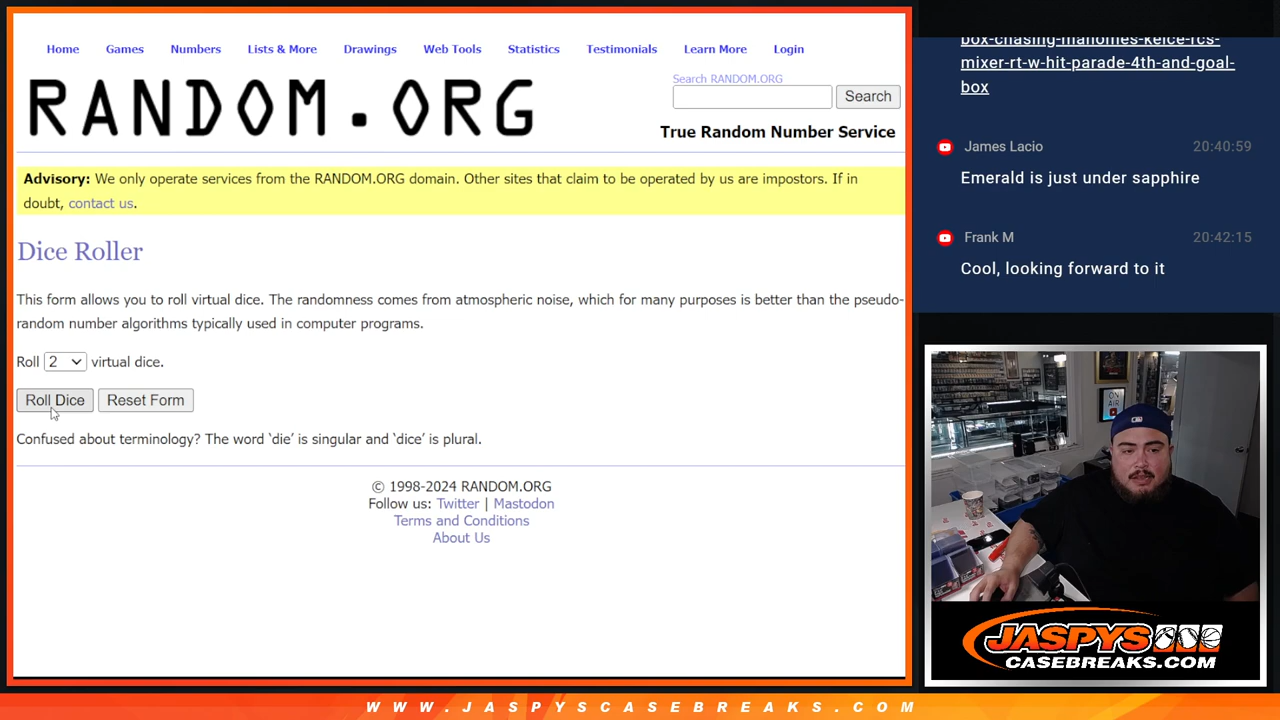 Home Games Numbers Lists & More Drawings Web Tools Statistics Testimonials Learn More Login
RANDOM.ORG
Search RANDOM.ORG
Search
True Random Number Service
Advisory: We only operate services from the RANDOM.ORG domain. Other sites that claim to be operated by us are impostors. If in
doubt, contact us.
Dice Roller
This form allows you to roll virtual dice. The randomness comes from atmospheric noise, which for many purposes is better than the pseudo-
random number algorithms typically used in computer programs.
Roll 2 virtual dice.
Roll Dice Reset Form
Confused about terminology? The word ‘die’ is singular and ‘dice’ is plural.
© 1998-2024 RANDOM.ORG
Follow us: Twitter | Mastodon
Terms and Conditions
About Us
box-chasing-mahomes-kelce-rcs-
mixer-rt-w-hit-parade-4th-and-goal-
box
James Lacio 20:40:59
Emerald is just under sapphire
Frank M 20:42:15
Cool, looking forward to it
ON AIR
JASPYS
CASEBREAKS.COM
WWW.JASPYSCASEBREAKS.COM